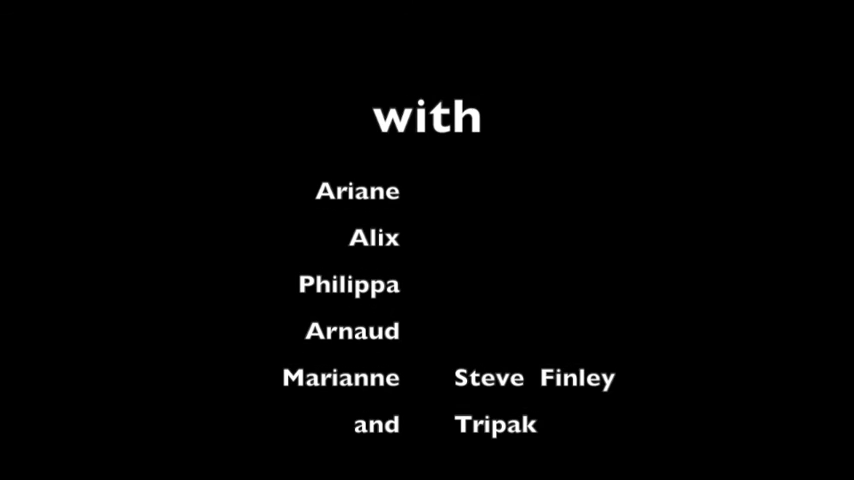 with
Ariane
Alix
Philippa
Arnaud
Marianne Steve Finley
and Tripak